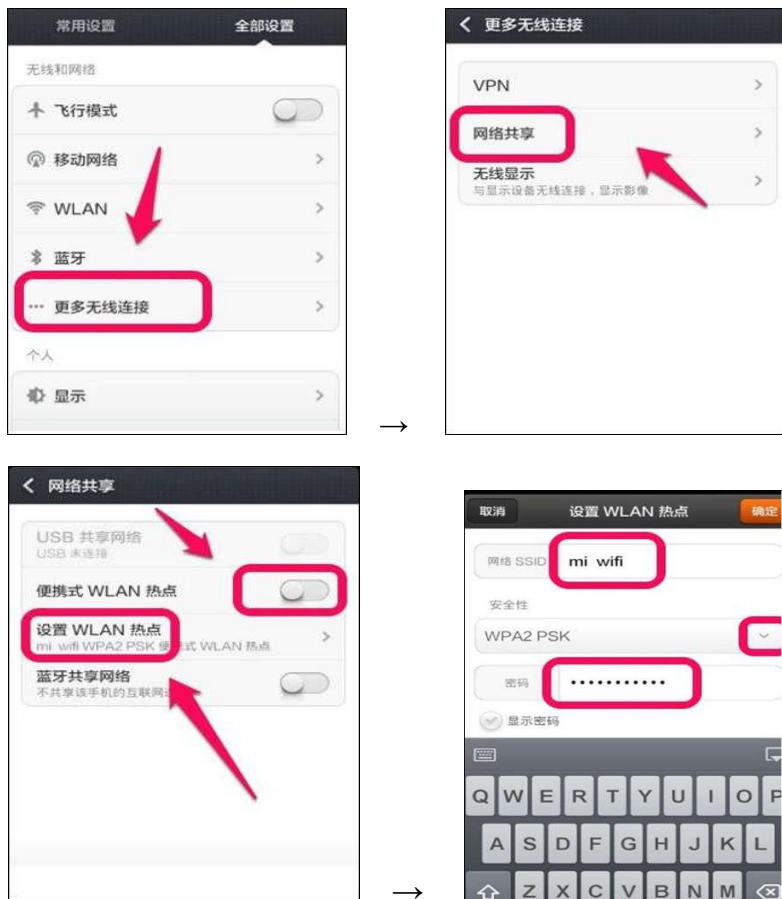 常用设置 全部设置
无线和网络
飞行模式
移动网络
WLAN
蓝牙
更多无线连接
个人
显示
→
更多无线连接
VPN
网络共享
无线显示
与显示设备无线连接，显示影像
网络共享
USB 共享网络
USB 未连接
便携式 WLAN 热点
设置 WLAN 热点
mi wifi WPA2 PSK 便 式 WLAN 热点
蓝牙共享网络
不共享该手机的互联网
→
取消 设置 WLAN 热点 确定
网络 SSID mi wifi
安全性
WPA2 PSK
密码 •••••••••••
显示密码
Q W E R T Y U I O P
A S D F G H J K L
Z X C V B N M